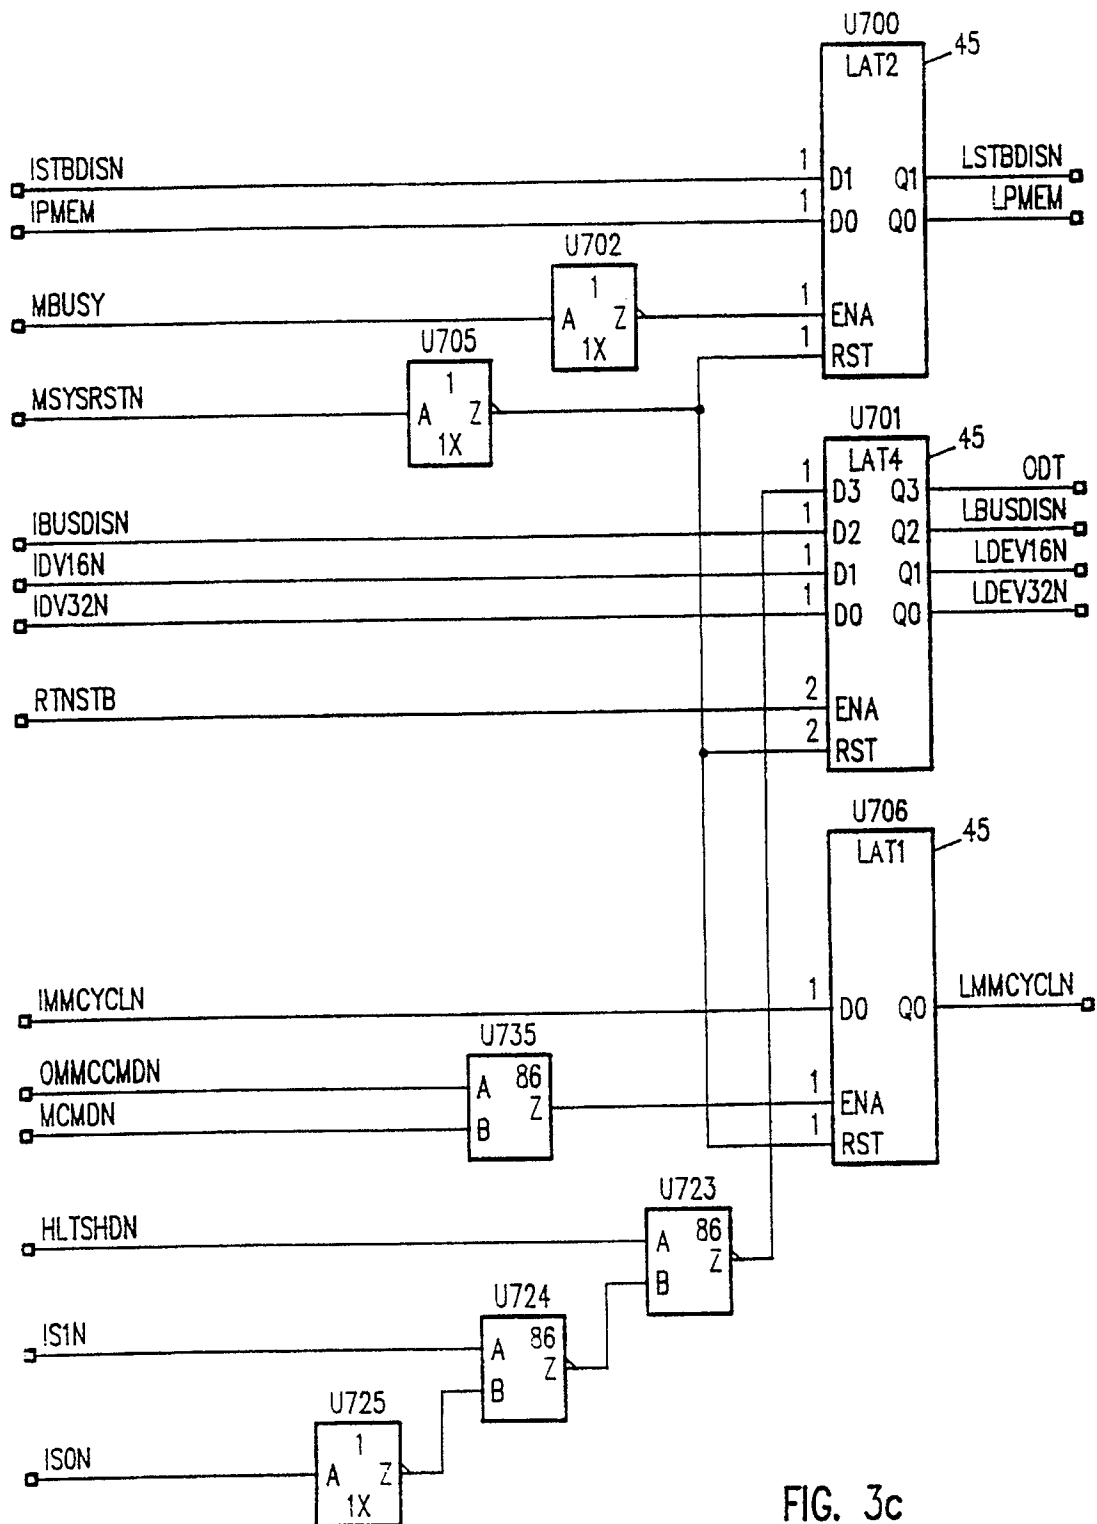 U700
LAT2
45
ISTBDISN
1
D1
Q1
LSTBDISN
IPMEM
1
D0
Q0
LPMEM
U702
1
A
Z
1X
MBUSY
1
ENA
U705
1
A
Z
1X
1
RST
MSYSRSTN
U701
LAT4
45
1
D3
Q3
ODT
IBUSDISN
1
D2
Q2
LBUSDISN
IDV16N
1
D1
Q1
LDEV16N
IDV32N
1
D0
Q0
LDEV32N
RTNSTB
2
ENA
2
RST
U706
LAT1
45
IMMCYCLN
1
D0
Q0
LMMCYCLN
U735
OMMCCMDN
A
86
Z
1
ENA
MCMDN
B
1
RST
U723
HLTSHDN
A
86
Z
B
U724
IS1N
A
86
Z
B
U725
1
IS0N
A
Z
1X
FIG. 3c